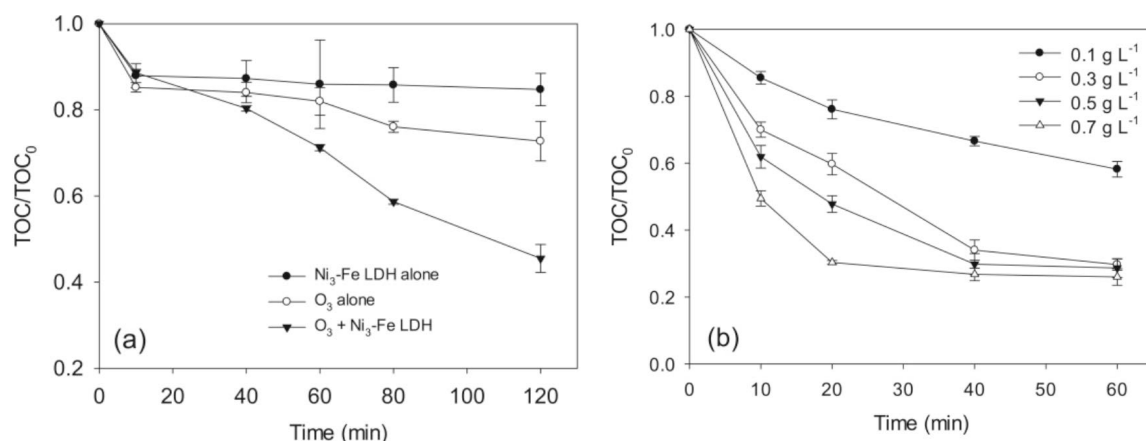 1.0
0.8
0.6
0.4
0.2
TOC/TOC₀
Ni₃-Fe LDH alone
O₃ alone
O₃ + Ni₃-Fe LDH
(a)
0 20 40 60 80 100 120
Time (min)
1.0
0.8
0.6
0.4
0.2
0.0
TOC/TOC₀
0.1 g L⁻¹
0.3 g L⁻¹
0.5 g L⁻¹
0.7 g L⁻¹
(b)
0 10 20 30 40 50 60
Time (min)